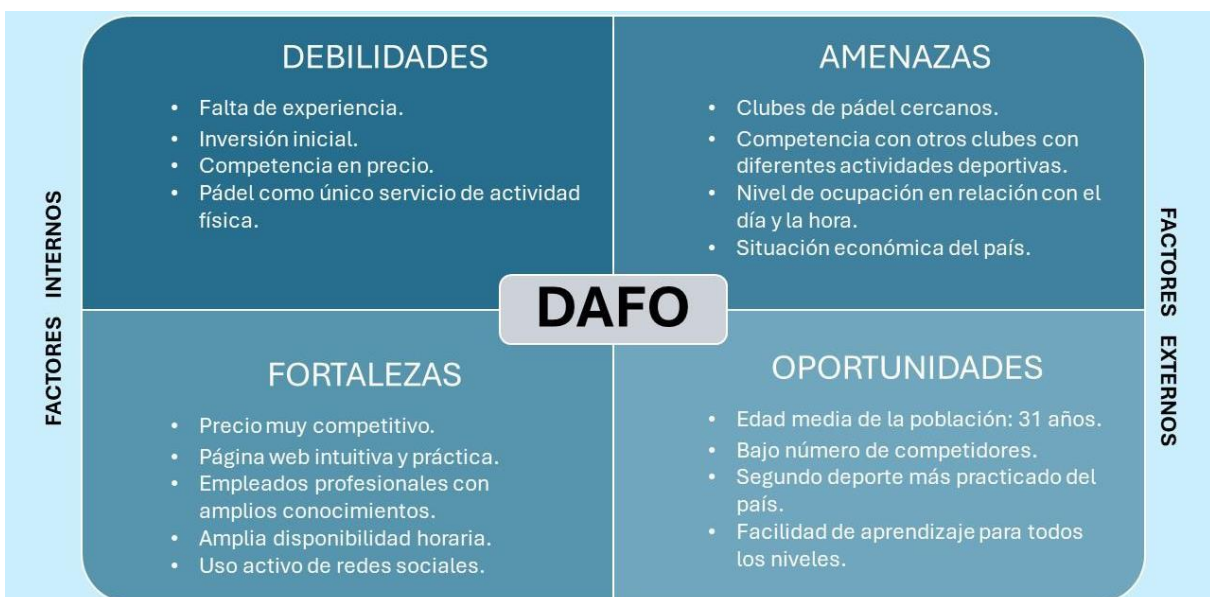 DEBILIDADES
• Falta de experiencia.
• Inversión inicial.
• Competencia en precio.
• Pádel como único servicio de actividad
física.
AMENAZAS
• Clubes de pádel cercanos.
• Competencia con otros clubes con
diferentes actividades deportivas.
• Nivel de ocupación en relación con el
día y la hora.
• Situación económica del país.
DAFO
FORTALEZAS
• Precio muy competitivo.
• Página web intuitiva y práctica.
• Empleados profesionales con
amplios conocimientos.
• Amplia disponibilidad horaria.
• Uso activo de redes sociales.
OPORTUNIDADES
• Edad media de la población: 31 años.
• Bajo número de competidores.
• Segundo deporte más practicado del
país.
• Facilidad de aprendizaje para todos
los niveles.
FACTORES INTERNOS
FACTORES EXTERNOS